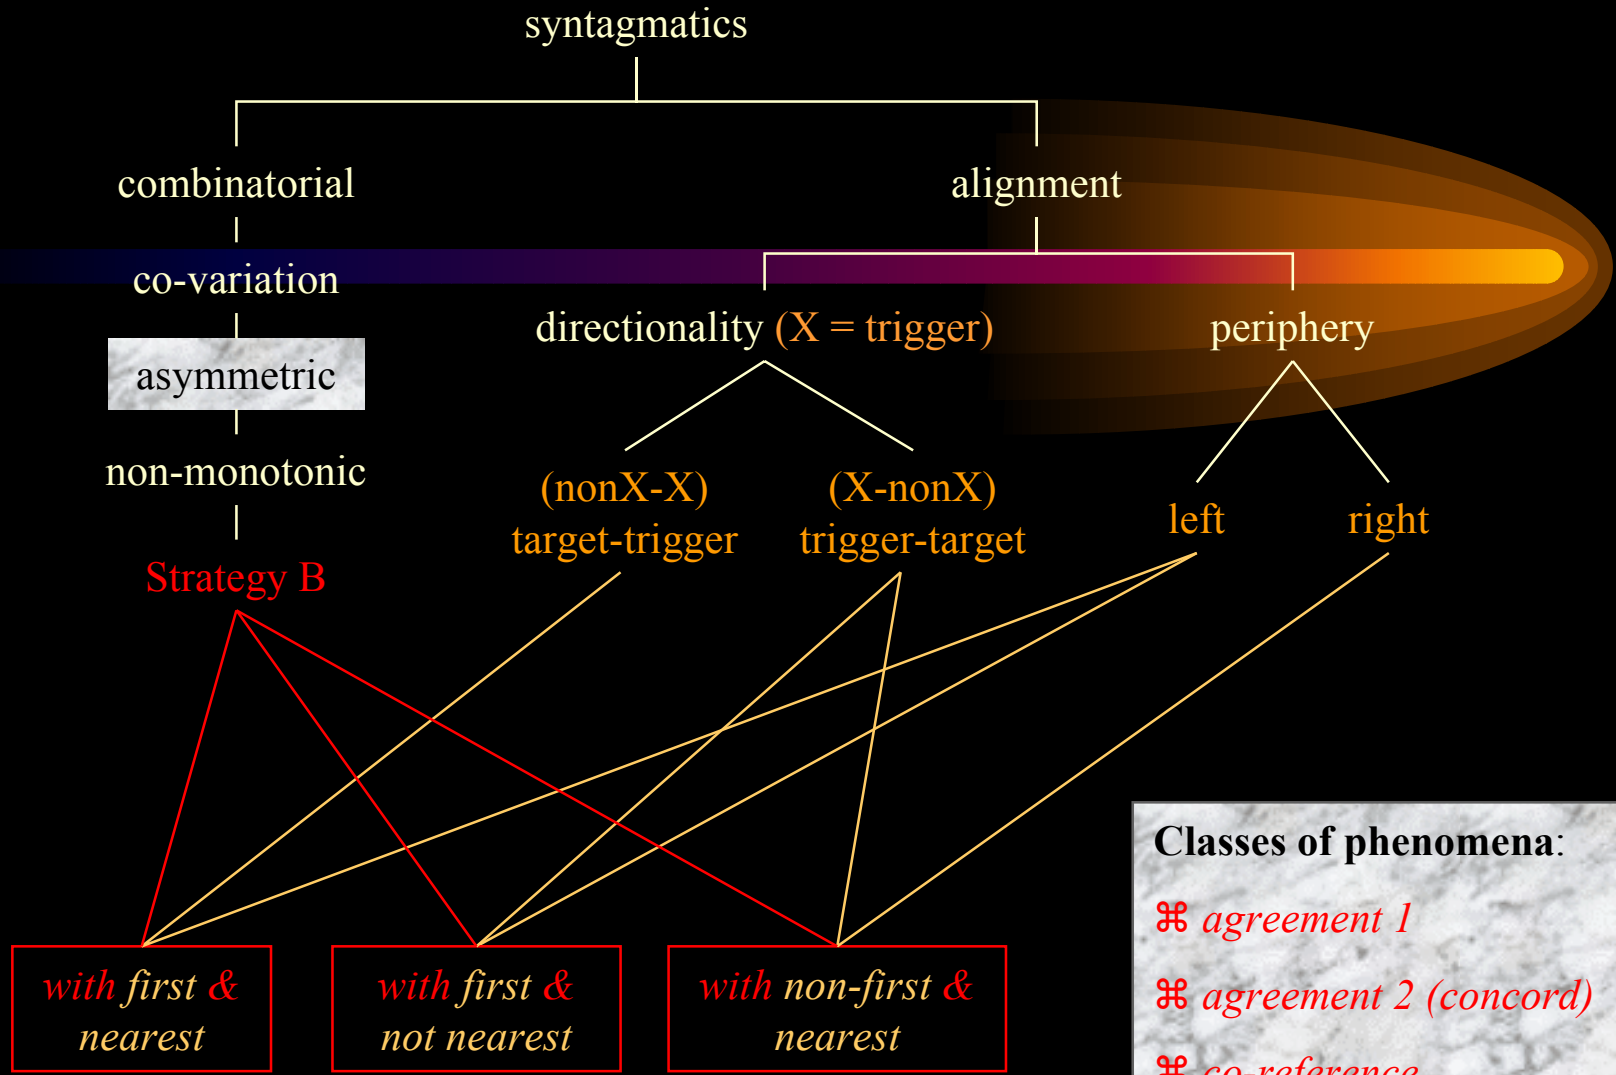 syntagmatics
combinatorial
alignment
co-variation
directionality (X = trigger)
periphery
asymmetric
non-monotonic
(nonX-X)
target-trigger
(X-nonX)
trigger-target
left
right
Strategy B
with first &
nearest
with first &
not nearest
with non-first &
nearest
Classes of phenomena:
⌘ agreement 1
⌘ agreement 2 (concord)
⌘ co-reference